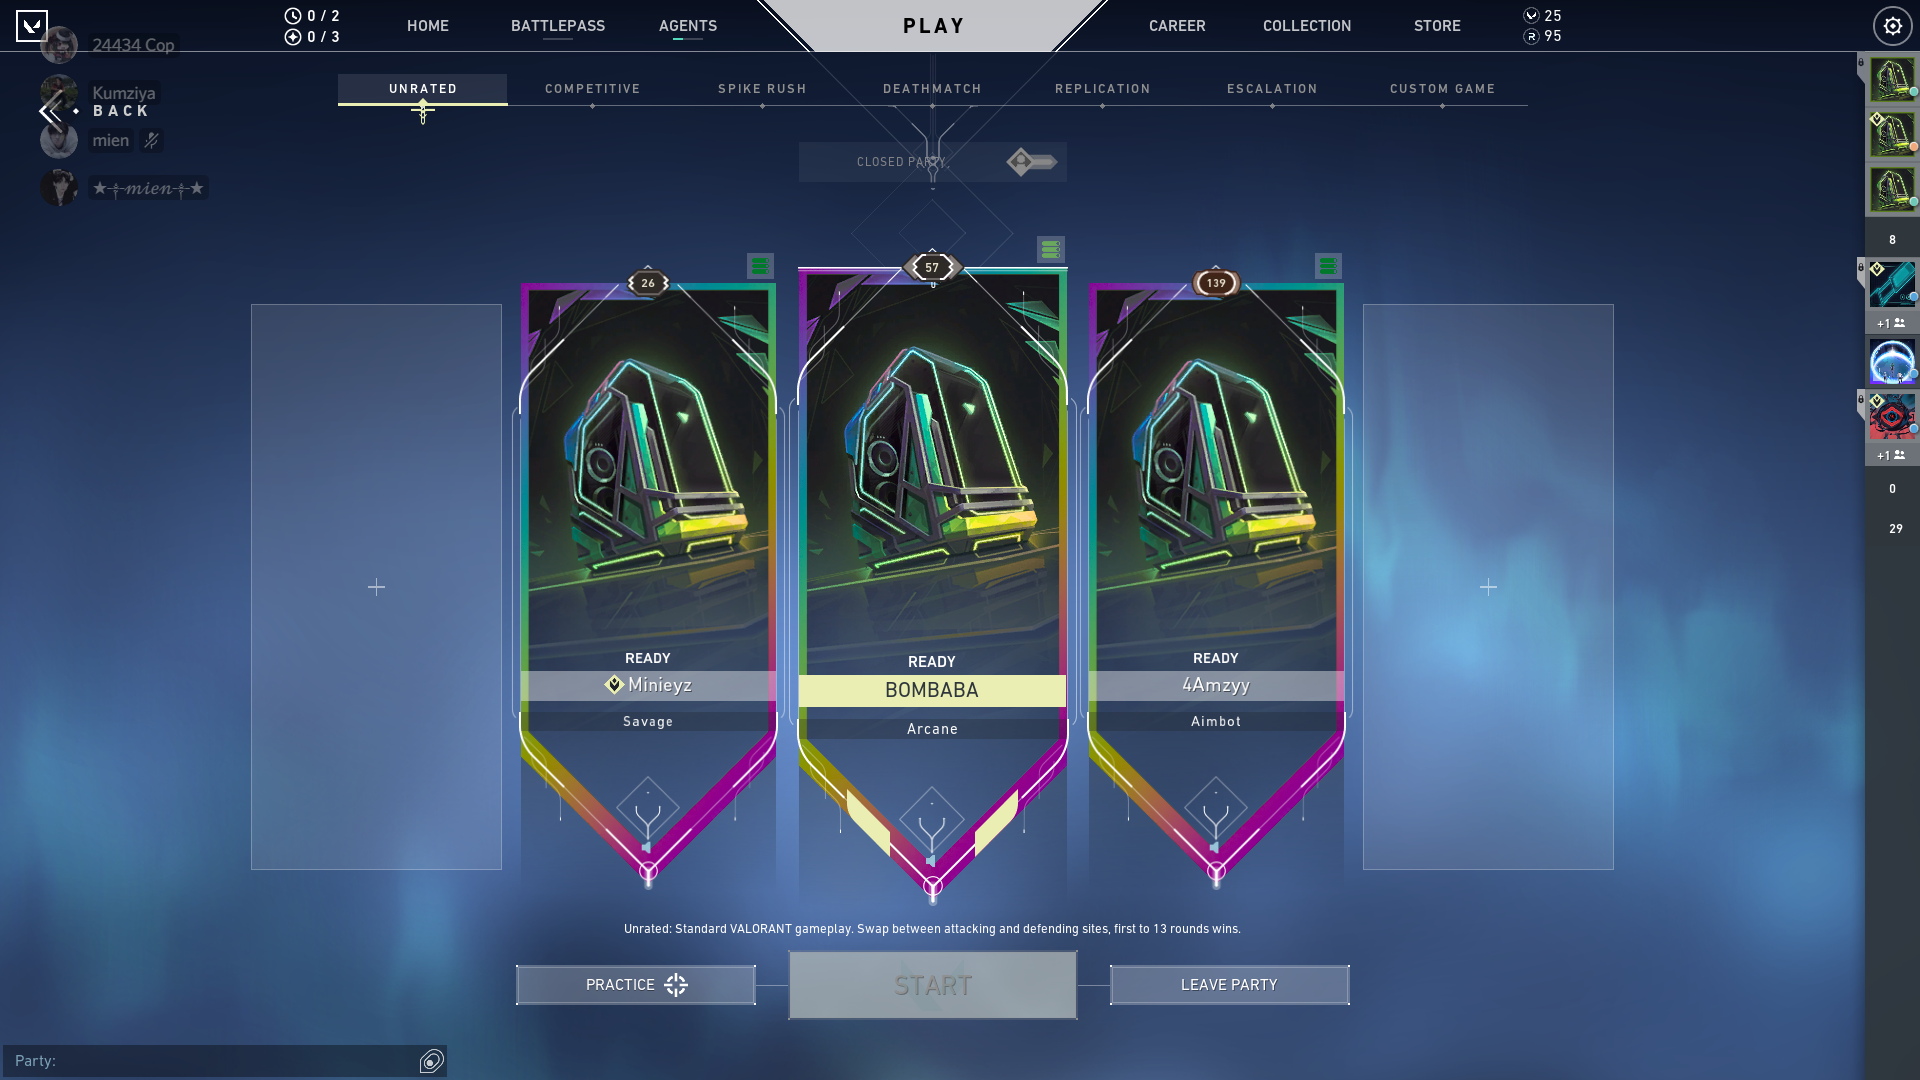 0 / 2
0 / 3
HOME
BATTLEPASS
AGENTS
PLAY
CAREER
COLLECTION
STORE
25
95
24434 Cop
Kumziya
BACK
mien
★-‡-mien-‡-★
UNRATED
COMPETITIVE
SPIKE RUSH
DEATHMATCH
REPLICATION
ESCALATION
CUSTOM GAME
CLOSED PARTY
26
57
139
READY
Minieyz
Savage
READY
BOMBABA
Arcane
READY
4Amzyy
Aimbot
8
+1
+1
0
29
Unrated: Standard VALORANT gameplay. Swap between attacking and defending sites, first to 13 rounds wins.
PRACTICE
START
LEAVE PARTY
Party: